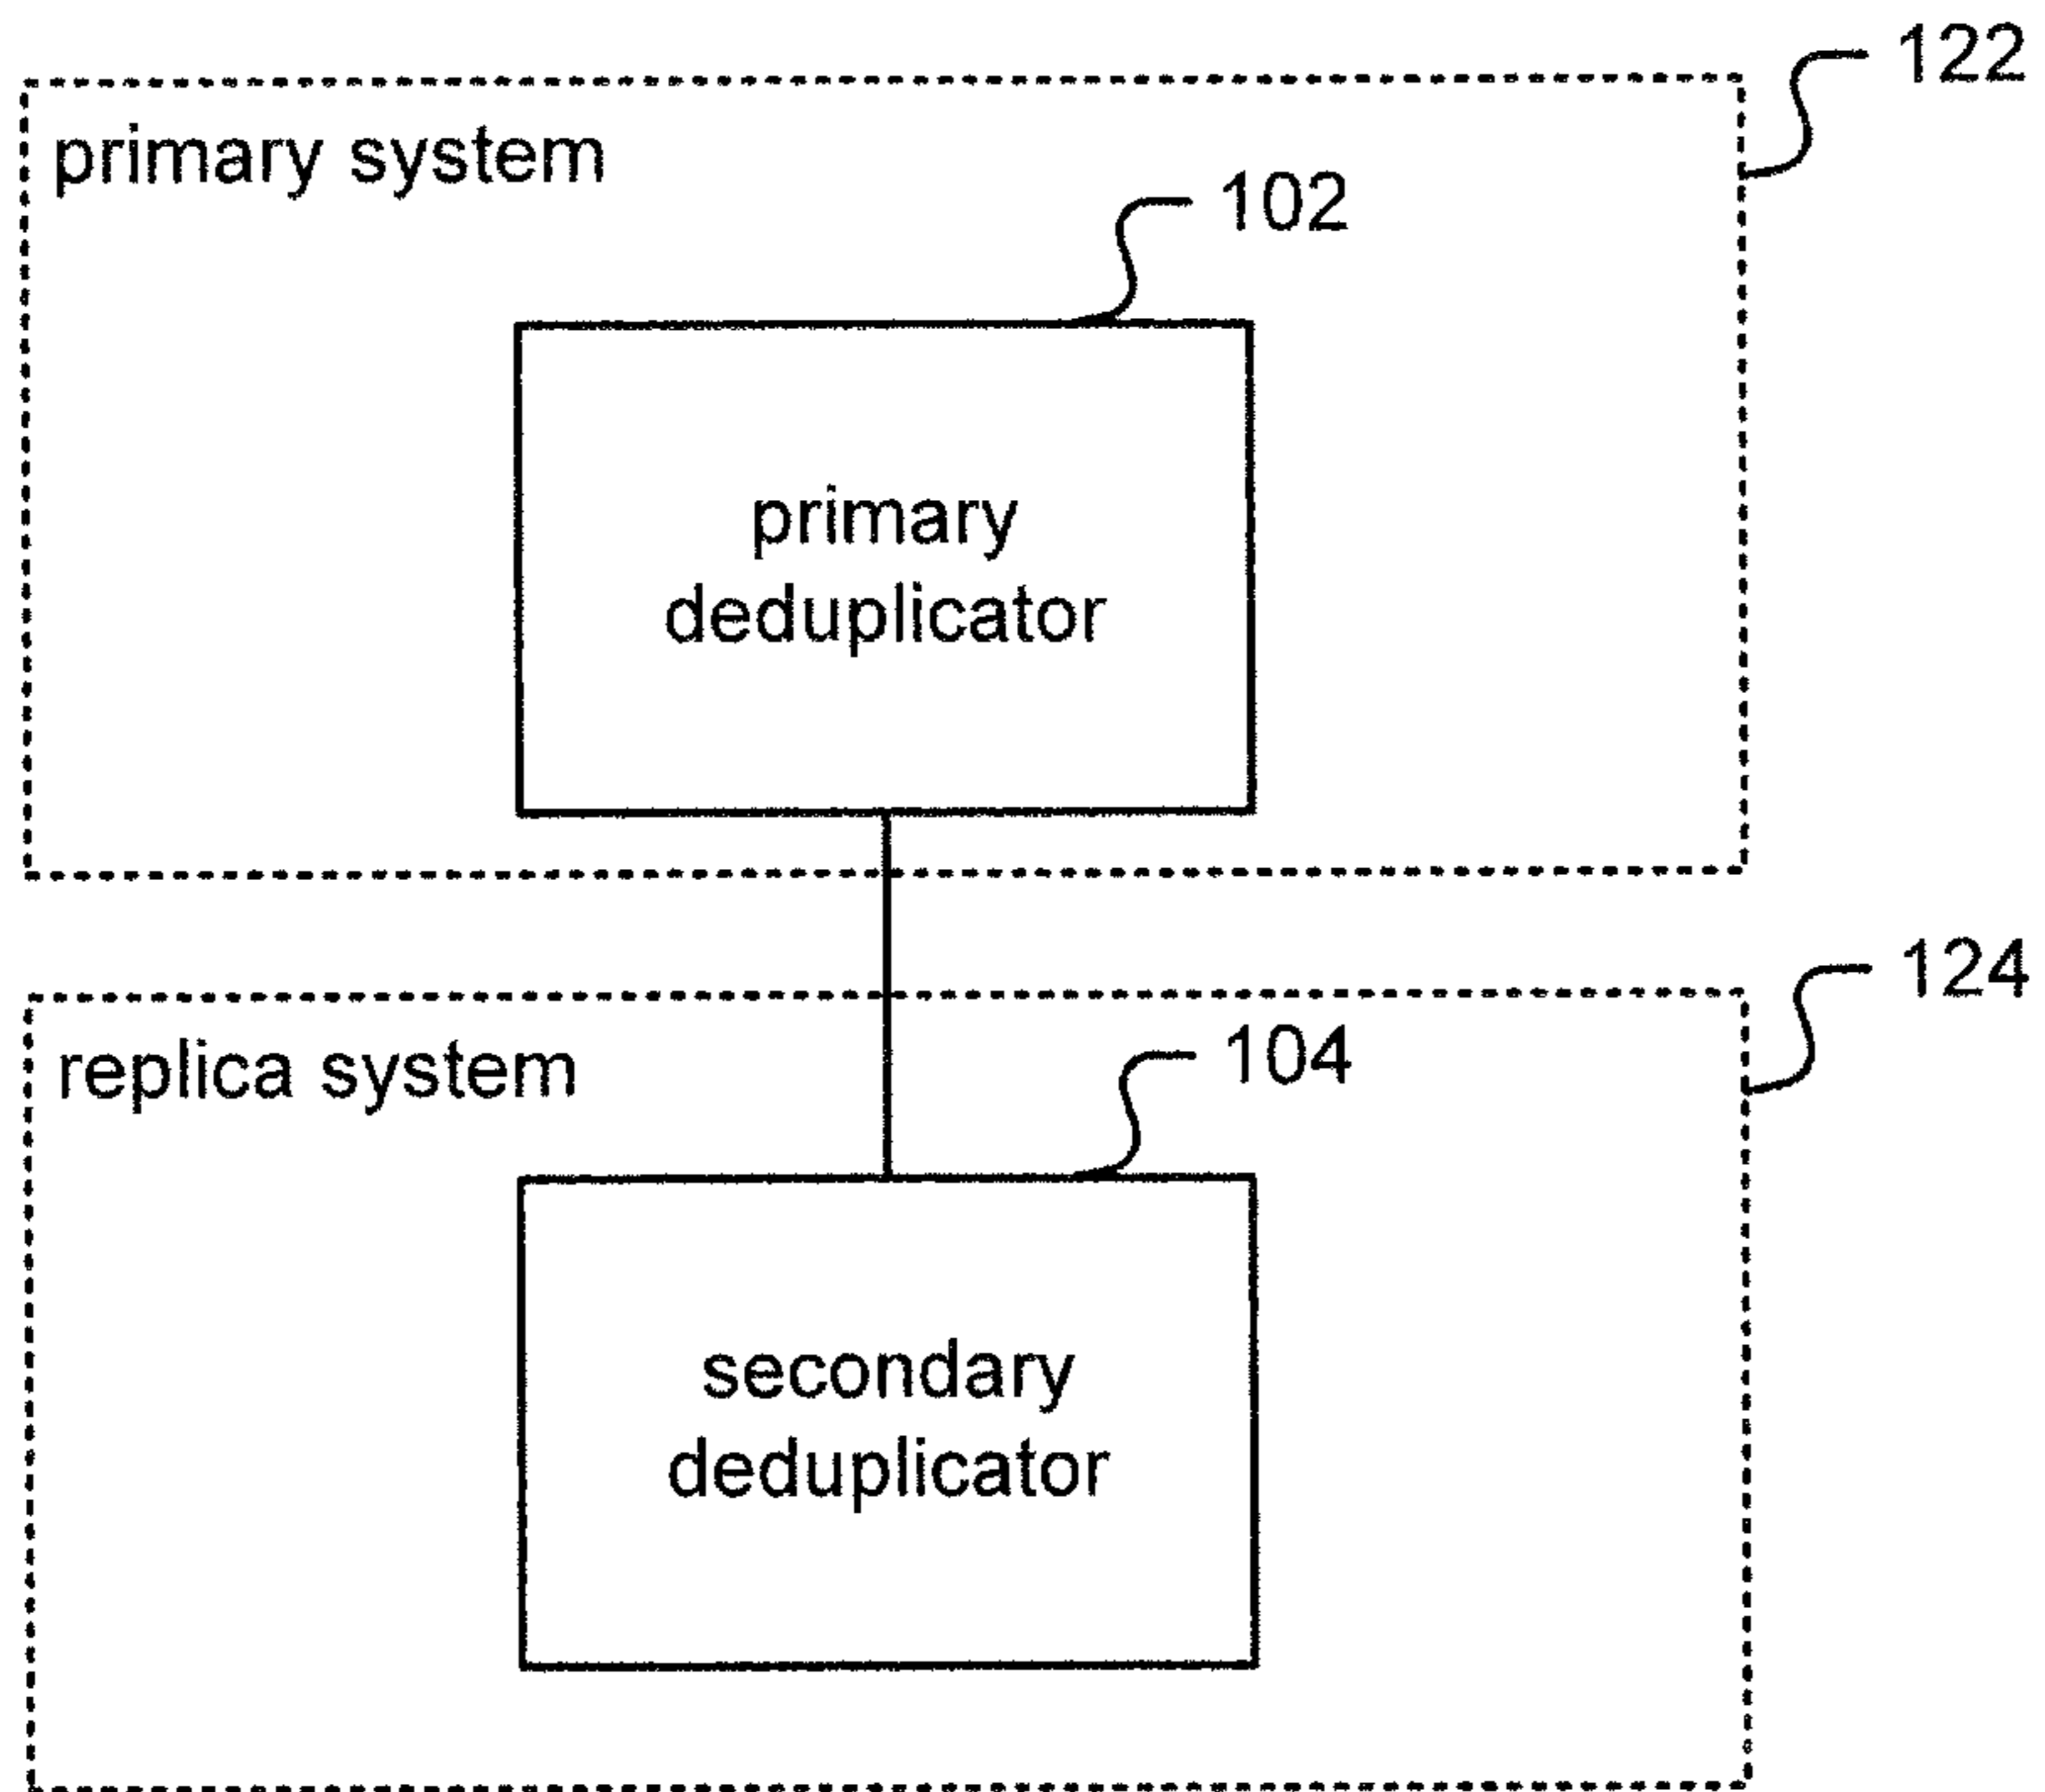 122
primary system
102
primary
deduplicator
124
replica system
104
secondary
deduplicator